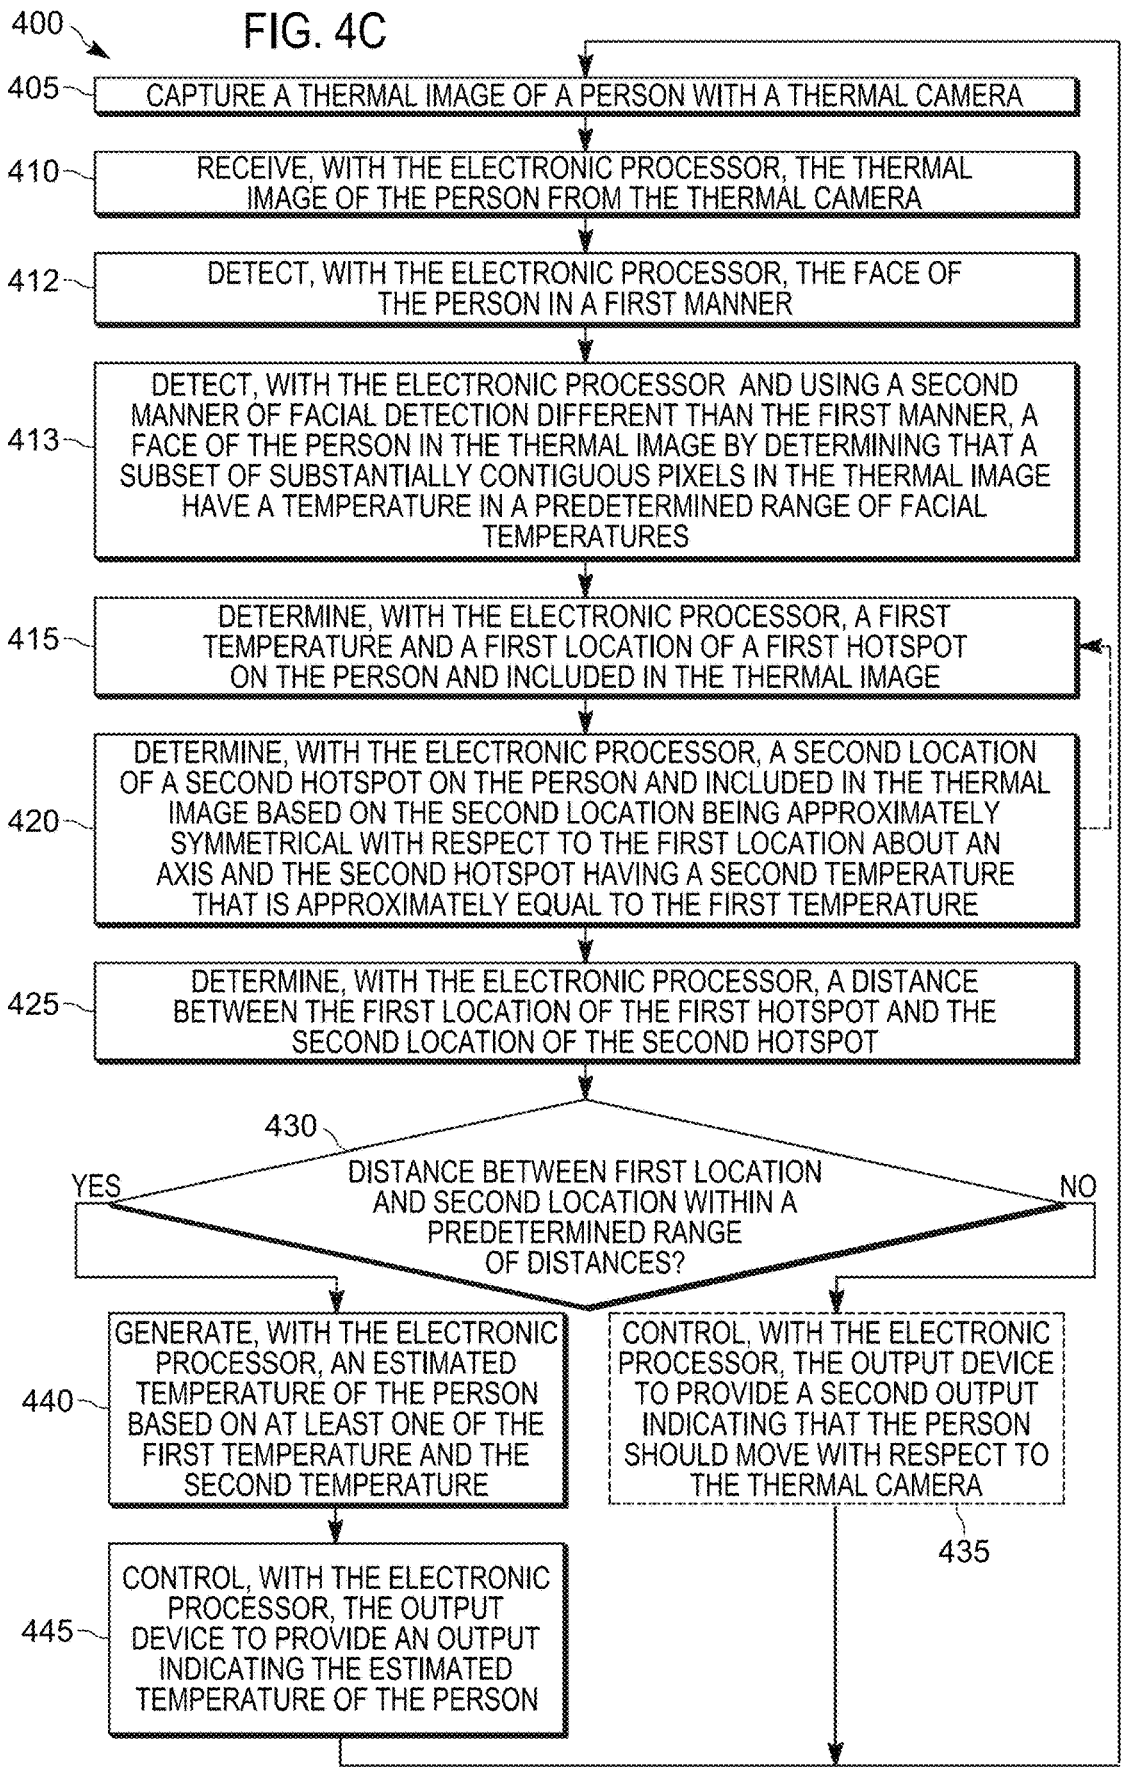 400
FIG. 4C
405
CAPTURE A THERMAL IMAGE OF A PERSON WITH A THERMAL CAMERA
410
RECEIVE, WITH THE ELECTRONIC PROCESSOR, THE THERMAL
IMAGE OF THE PERSON FROM THE THERMAL CAMERA
412
DETECT, WITH THE ELECTRONIC PROCESSOR, THE FACE OF
THE PERSON IN A FIRST MANNER
413
DETECT, WITH THE ELECTRONIC PROCESSOR AND USING A SECOND
MANNER OF FACIAL DETECTION DIFFERENT THAN THE FIRST MANNER, A
FACE OF THE PERSON IN THE THERMAL IMAGE BY DETERMINING THAT A
SUBSET OF SUBSTANTIALLY CONTIGUOUS PIXELS IN THE THERMAL IMAGE
HAVE A TEMPERATURE IN A PREDETERMINED RANGE OF FACIAL
TEMPERATURES
415
DETERMINE, WITH THE ELECTRONIC PROCESSOR, A FIRST
TEMPERATURE AND A FIRST LOCATION OF A FIRST HOTSPOT
ON THE PERSON AND INCLUDED IN THE THERMAL IMAGE
420
DETERMINE, WITH THE ELECTRONIC PROCESSOR, A SECOND LOCATION
OF A SECOND HOTSPOT ON THE PERSON AND INCLUDED IN THE THERMAL
IMAGE BASED ON THE SECOND LOCATION BEING APPROXIMATELY
SYMMETRICAL WITH RESPECT TO THE FIRST LOCATION ABOUT AN
AXIS AND THE SECOND HOTSPOT HAVING A SECOND TEMPERATURE
THAT IS APPROXIMATELY EQUAL TO THE FIRST TEMPERATURE
425
DETERMINE, WITH THE ELECTRONIC PROCESSOR, A DISTANCE
BETWEEN THE FIRST LOCATION OF THE FIRST HOTSPOT AND THE
SECOND LOCATION OF THE SECOND HOTSPOT
430
DISTANCE BETWEEN FIRST LOCATION
AND SECOND LOCATION WITHIN A
PREDETERMINED RANGE
OF DISTANCES?
YES
NO
GENERATE, WITH THE ELECTRONIC
PROCESSOR, AN ESTIMATED
TEMPERATURE OF THE PERSON
BASED ON AT LEAST ONE OF THE
FIRST TEMPERATURE AND THE
SECOND TEMPERATURE
440
CONTROL, WITH THE ELECTRONIC
PROCESSOR, THE OUTPUT DEVICE
TO PROVIDE A SECOND OUTPUT
INDICATING THAT THE PERSON
SHOULD MOVE WITH RESPECT TO
THE THERMAL CAMERA
435
445
CONTROL, WITH THE ELECTRONIC
PROCESSOR, THE OUTPUT
DEVICE TO PROVIDE AN OUTPUT
INDICATING THE ESTIMATED
TEMPERATURE OF THE PERSON